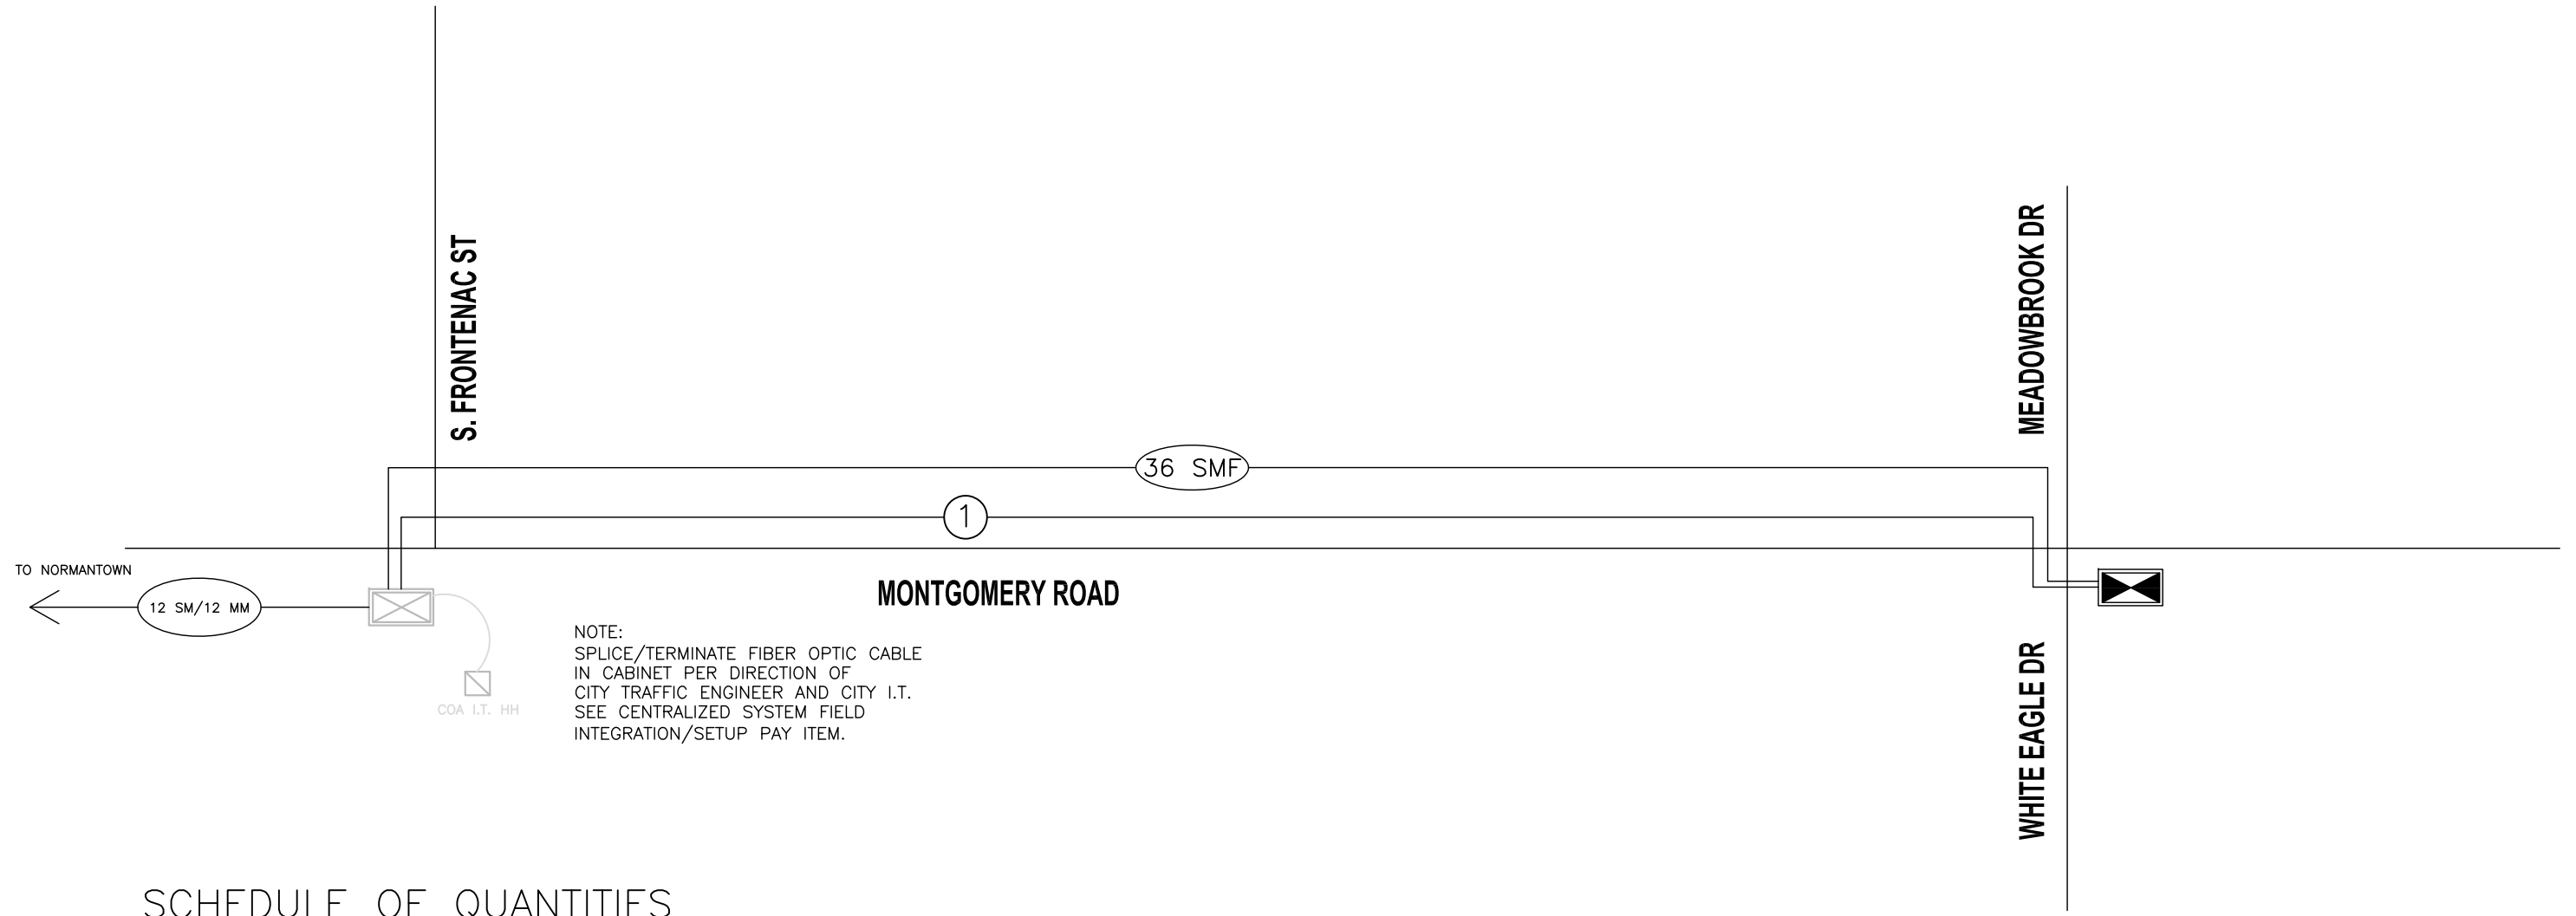 S. FRONTENAC ST
MEADOWBROOK DR
36 SMF
1
TO NORMANTOWN
12 SM/12 MM
MONTGOMERY ROAD
NOTE:
SPLICE/TERMINATE FIBER OPTIC CABLE
IN CABINET PER DIRECTION OF
CITY TRAFFIC ENGINEER AND CITY I.T.
SEE CENTRALIZED SYSTEM FIELD
INTEGRATION/SETUP PAY ITEM.
COA I.T. HH
WHITE EAGLE DR
SCHEDULE OF QUANTITIES